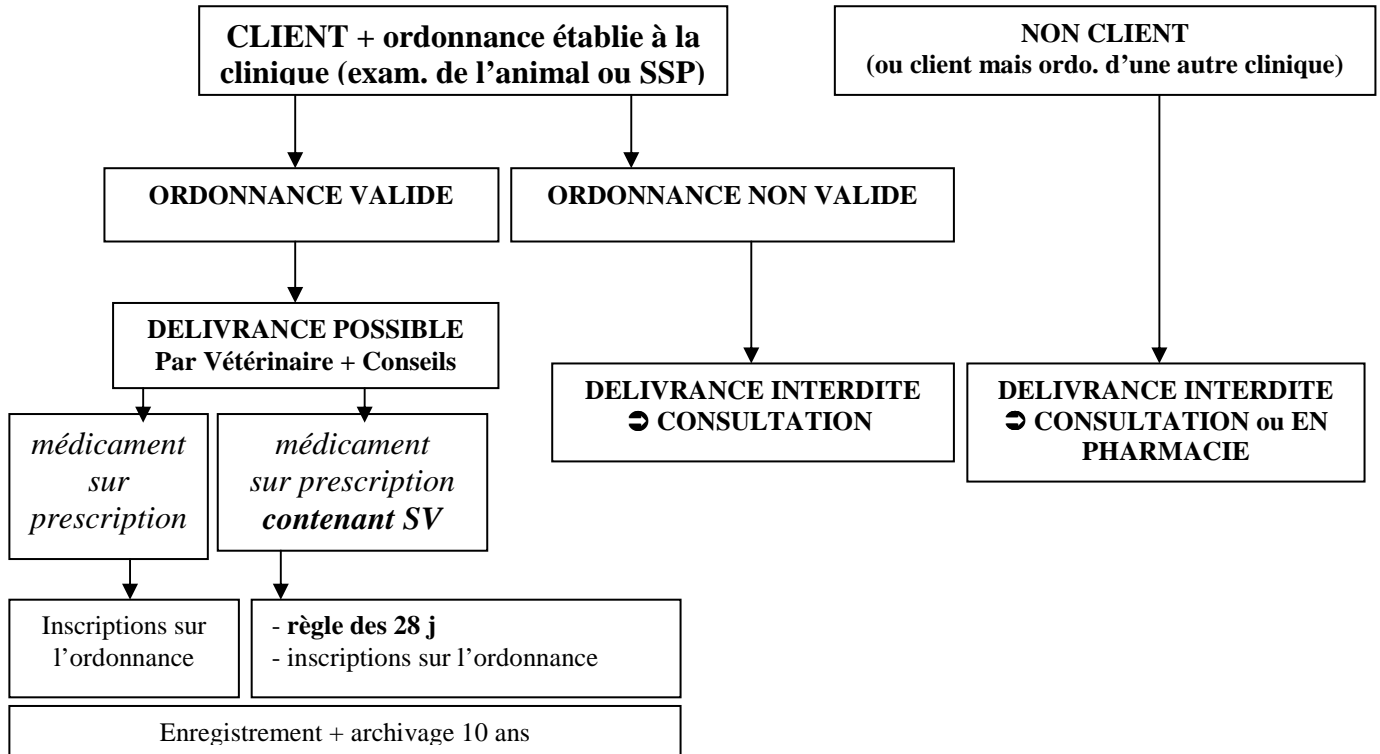 CLIENT + ordonnance établie à la
clinique (exam. de l’animal ou SSP)
NON CLIENT
(ou client mais ordo. d’une autre clinique)
ORDONNANCE VALIDE
ORDONNANCE NON VALIDE
DELIVRANCE POSSIBLE
Par Vétérinaire + Conseils
DELIVRANCE INTERDITE
➲ CONSULTATION
DELIVRANCE INTERDITE
➲ CONSULTATION ou EN
PHARMACIE
médicament
sur
prescription
médicament
sur prescription
contenant SV
Inscriptions sur
l’ordonnance
- règle des 28 j
- inscriptions sur l’ordonnance
Enregistrement + archivage 10 ans